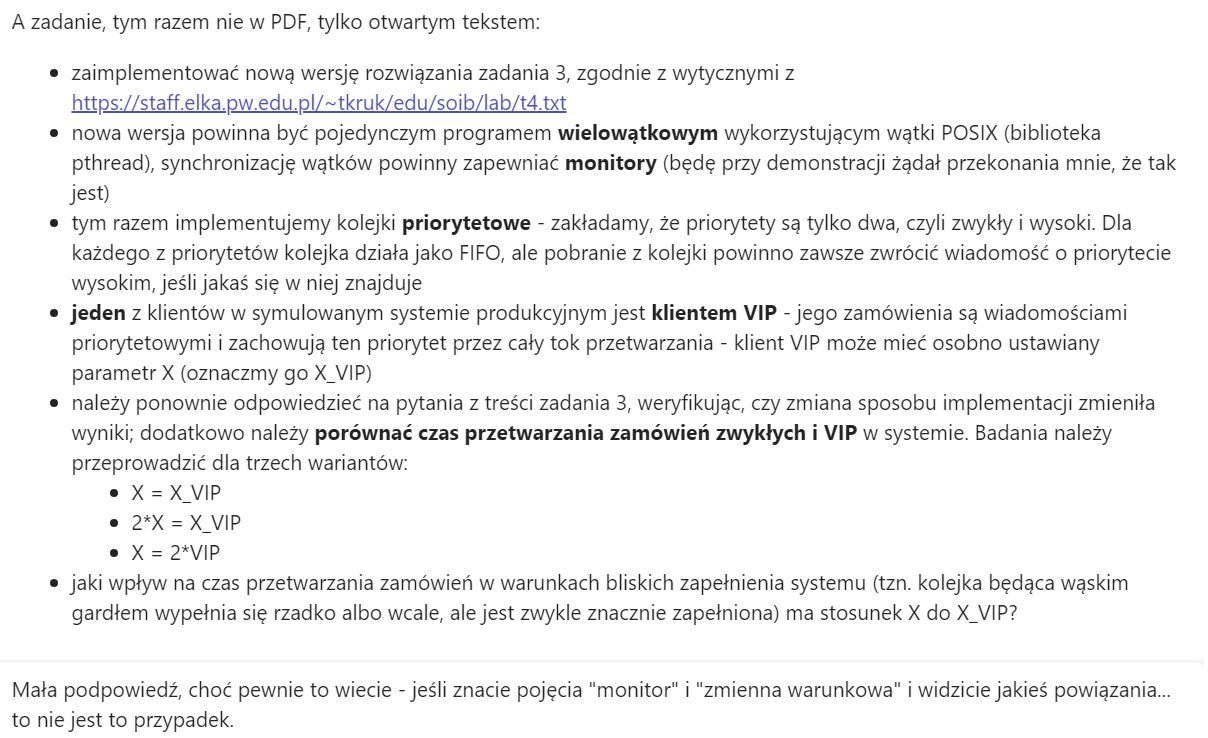 A zadanie, tym razem nie w PDF, tylko otwartym tekstem:
• zaimplementować nową wersję rozwiązania zadania 3, zgodnie z wytycznymi z
https://staff.elka.pw.edu.pl/~tkruk/edu/soib/lab/t4.txt
• nowa wersja powinna być pojedynczym programem wielowątkowym wykorzystującym wątki POSIX (biblioteka
pthread), synchronizację wątków powinny zapewniać monitory (będę przy demonstracji żądał przekonania mnie, że tak
jest)
• tym razem implementujemy kolejki priorytetowe - zakładamy, że priorytety są tylko dwa, czyli zwykły i wysoki. Dla
każdego z priorytetów kolejka działa jako FIFO, ale pobranie z kolejki powinno zawsze zwrócić wiadomość o priorytecie
wysokim, jeśli jakaś się w niej znajduje
• jeden z klientów w symulowanym systemie produkcyjnym jest klientem VIP - jego zamówienia są wiadomościami
priorytetowymi i zachowują ten priorytet przez cały tok przetwarzania - klient VIP może mieć osobno ustawiany
parametr X (oznaczmy go X_VIP)
• należy ponownie odpowiedzieć na pytania z treści zadania 3, weryfikując, czy zmiana sposobu implementacji zmieniła
wyniki; dodatkowo należy porównać czas przetwarzania zamówień zwykłych i VIP w systemie. Badania należy
przeprowadzić dla trzech wariantów:
• X = X_VIP
• 2*X = X_VIP
• X = 2*VIP
• jaki wpływ na czas przetwarzania zamówień w warunkach bliskich zapełnienia systemu (tzn. kolejka będąca wąskim
gardłem wypełnia się rzadko albo wcale, ale jest zwykle znacznie zapełniona) ma stosunek X do X_VIP?
Mała podpowiedź, choć pewnie to wiecie - jeśli znacie pojęcia "monitor" i "zmienna warunkowa" i widzicie jakieś powiązania...
to nie jest to przypadek.